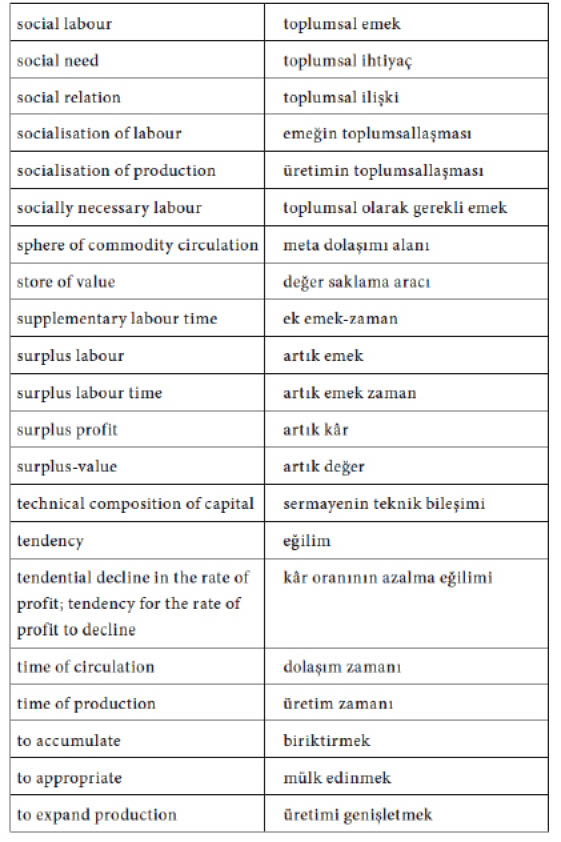 social labour toplumsal emek
social need toplumsal ihtiyaç
social relation toplumsal ilişki
socialisation of labour emeğin toplumsallaşması
socialisation of production üretimin toplumsallaşması
socially necessary labour toplumsal olarak gerekli emek
sphere of commodity circulation meta dolaşımı alanı
store of value değer saklama aracı
supplementary labour time ek emek-zaman
surplus labour artık emek
surplus labour time artık emek zaman
surplus profit artık kâr
surplus-value artık değer
technical composition of capital sermayenin teknik bileşimi
tendency eğilim
tendential decline in the rate of kâr oranının azalma eğilimi
profit; tendency for the rate of
profit to decline
time of circulation dolaşım zamanı
time of production üretim zamanı
to accumulate biriktirmek
to appropriate mülk edinmek
to expand production üretimi genişletmek